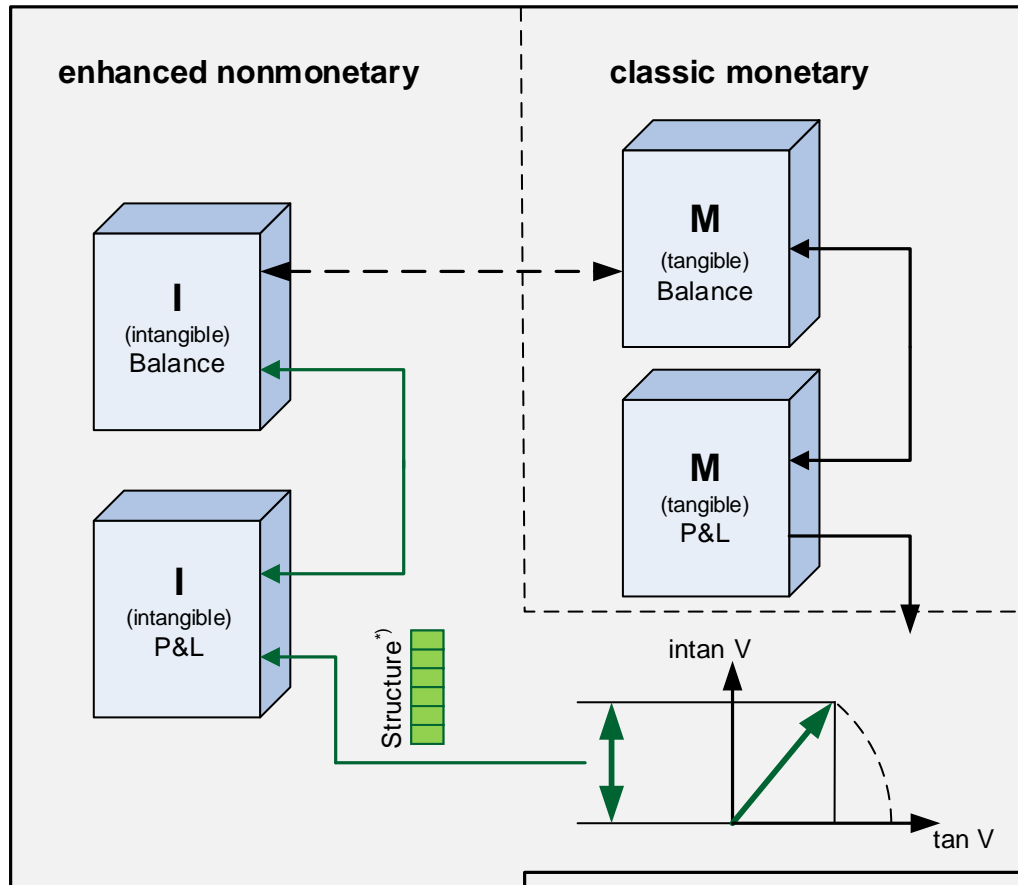 enhanced nonmonetary
classic monetary
M
(tangible)
Balance
I
(intangible)
Balance
M
(tangible)
P&L
I
(intangible)
P&L
Structure*)
intan V
tan V